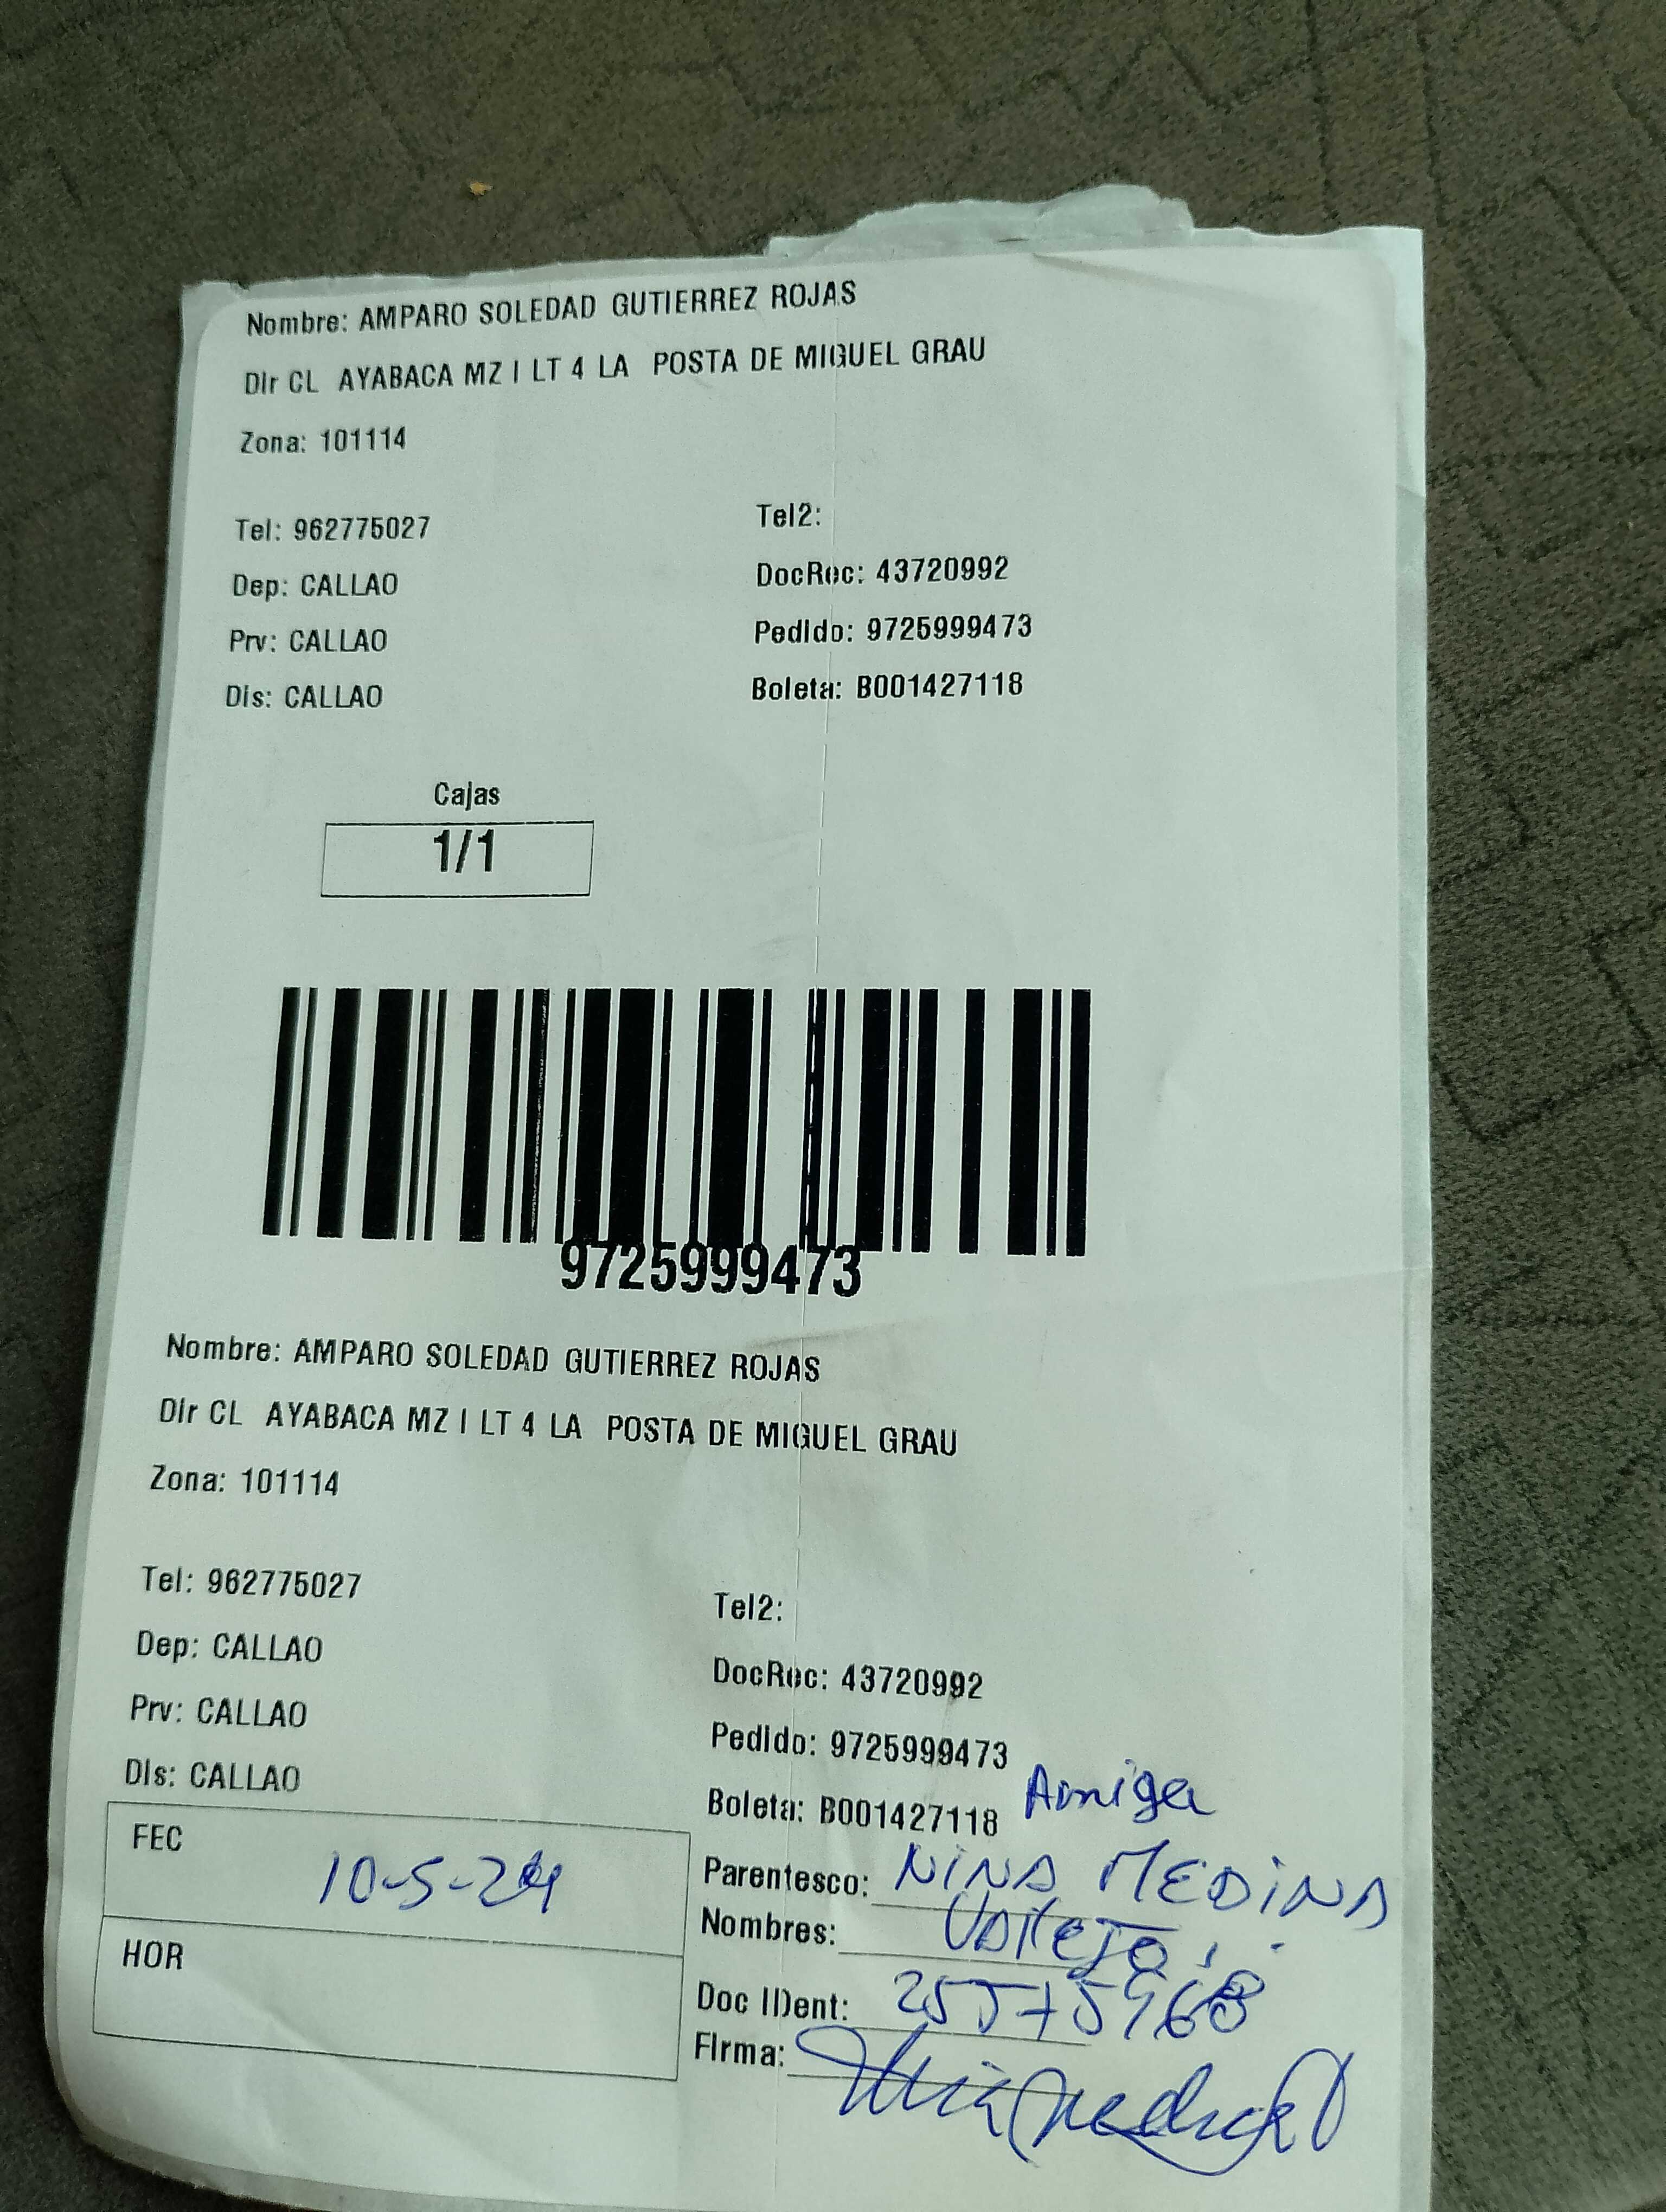 Nombre: AMPARO SOLEDAD GUTIERREZ ROJAS
Dir CL AYABACA MZ I LT 4 LA POSTA DE MIGUEL GRAU
Zona: 101114
Tel: 962775027
Tel2:
Dep: CALLAO
DocRec: 43720992
Prv: CALLAO
Pedido: 9725999473
Dis: CALLAO
Boleta: B001427118
Cajas
1/1
9725999473
Nombre: AMPARO SOLEDAD GUTIERREZ ROJAS
Dir CL AYABACA MZ I LT 4 LA POSTA DE MIGUEL GRAU
Zona: 101114
Tel: 962775027
Tel2:
Dep: CALLAO
DocRec: 43720992
Prv: CALLAO
Pedido: 9725999473
Dis: CALLAO
Boleta: B001427118 Amiga
FEC 10-5-24
Parentesco: NINA MEDINA
Nombres: Vallejo
HOR
Doc IDent:
Firma: